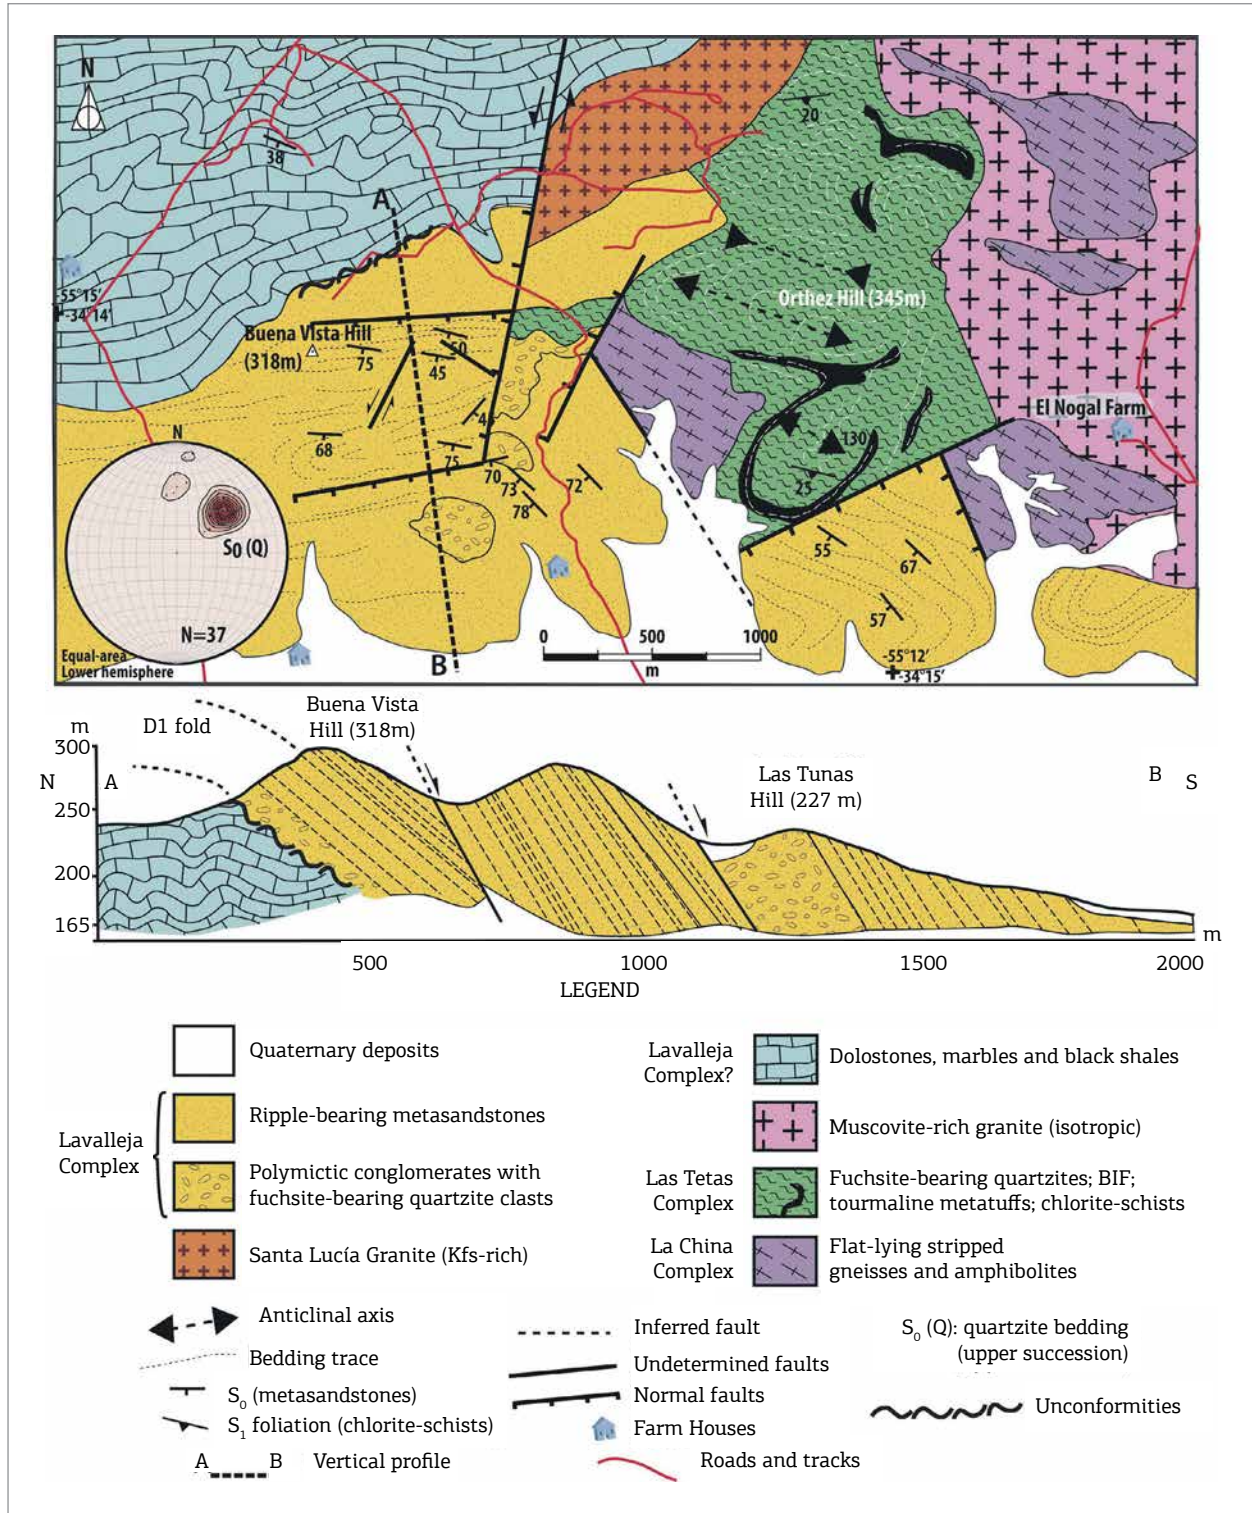 N
38
20
A
-55°15'
-34°14'
Buena Vista Hill
(318m)
75
50
45
Orthez Hill (345m)
4
68
75
70
73
78
72
130
25
El Nogal Farm
55
67
57
N
S0 (Q)
N=37
Equal-area
Lower hemisphere
B
0 500 1000
m
-55°12'
-34°15'
m
D1 fold
Buena Vista
Hill (318m)
300
N A
250
200
165
Las Tunas
Hill (227 m)
B S
m
500 1000 1500 2000
LEGEND
Quaternary deposits
Lavalleja
Complex
Ripple-bearing metasandstones
Polymictic conglomerates with
fuchsite-bearing quartzite clasts
Santa Lucía Granite (Kfs-rich)
Lavalleja
Complex?
Dolostones, marbles and black shales
Muscovite-rich granite (isotropic)
Las Tetas
Complex
Fuchsite-bearing quartzites; BIF;
tourmaline metatuffs; chlorite-schists
La China
Complex
Flat-lying stripped
gneisses and amphibolites
Anticlinal axis
Bedding trace
S0 (metasandstones)
S1 foliation (chlorite-schists)
A B Vertical profile
Inferred fault
Undetermined faults
Normal faults
Farm Houses
Roads and tracks
S0 (Q): quartzite bedding
(upper succession)
Unconformities